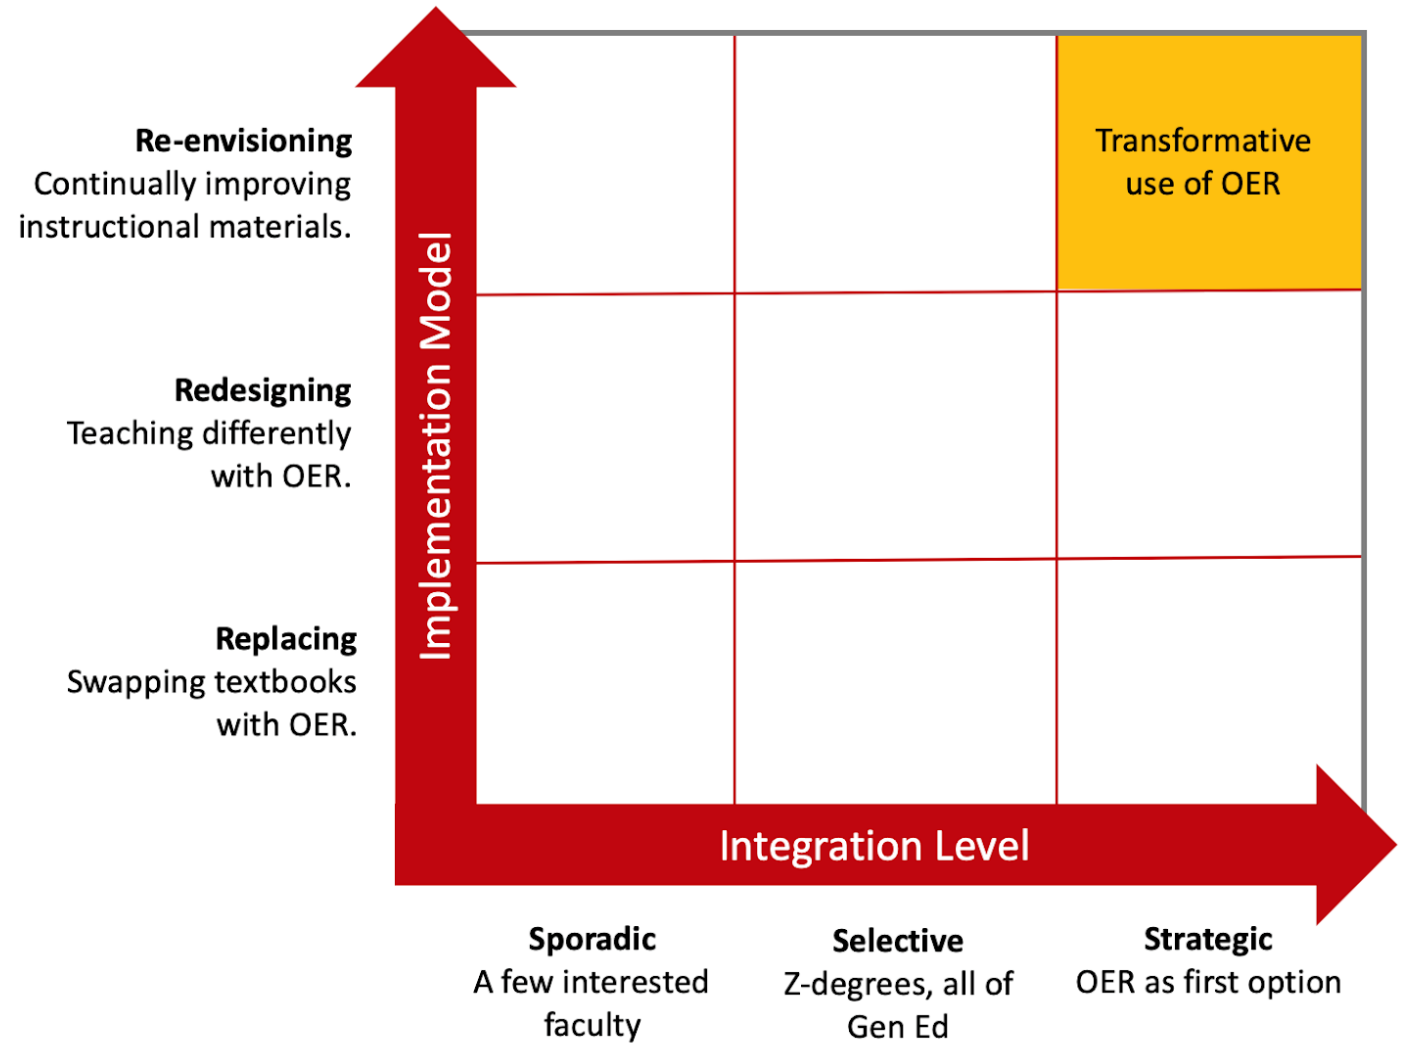 Re-envisioning
Continually improving
instructional materials.
Transformative
use of OER
Implementation Model
Redesigning
Teaching differently
with OER.
Replacing
Swapping textbooks
with OER.
Integration Level
Sporadic
A few interested
faculty
Selective
Z-degrees, all of
Gen Ed
Strategic
OER as first option